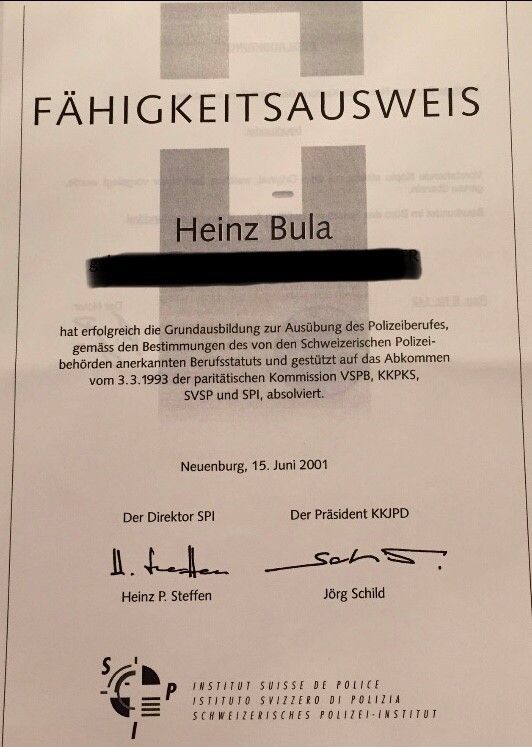 FÄHIGKEITSAUSWEIS
Heinz Bula
hat erfolgreich die Grundausbildung zur Ausübung des Polizeiberufes,
gemäss den Bestimmungen des von den Schweizerischen Polizei-
behörden anerkannten Berufsstatuts und gestützt auf das Abkommen
vom 3.3.1993 der paritätischen Kommission VSPB, KKPKS,
SVSP und SPI, absolviert.
Neuenburg, 15. Juni 2001
Der Direktor SPI
Der Präsident KKJPD
H. Steffen
Heinz P. Steffen
Jörg Schild
S P I
INSTITUT SUISSE DE POLICE
ISTITUTO SVIZZERO DI POLIZIA
SCHWEIZERISCHES POLIZEI-INSTITUT